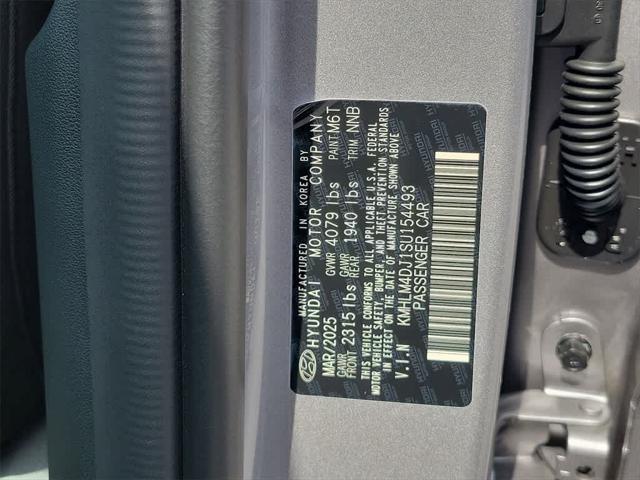 MANUFACTURED IN KOREA BY
HYUNDAI MOTOR COMPANY
MAR/2025 GVWR 4079 lbs PAINT M6T
GAWR FRONT 2315 lbs GAWR REAR 1940 lbs TRIM NNB
THIS VEHICLE CONFORMS TO ALL APPLICABLE U.S.A. FEDERAL
MOTOR VEHICLE SAFETY, BUMPER, AND THEFT PREVENTION STANDARDS
IN EFFECT ON THE DATE OF MANUFACTURE SHOWN ABOVE.
V.I.N KMHLM4DJ1SU154493
PASSENGER CAR